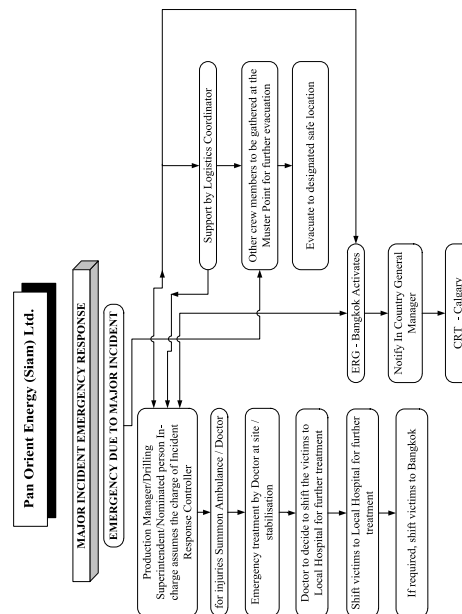 Pan Orient Energy (Siam) Ltd.
MAJOR INCIDENT EMERGENCY RESPONSE
EMERGENCY DUE TO MAJOR INCIDENT
Production Manager/Drilling
Superintendent/Nominated person In-
charge assumes the charge of Incident
Response Controller
for injuries Summon Ambulance / Doctor
Emergency treatment by Doctor at site /
stabilisation
Doctor to decide to shift the victims to
Local Hospital for further treatment
Shift victims to Local Hospital for further
treatment
If required, shift victims to Bangkok
Support by Logistics Coordinator
Other crew members to be gathered at the
Muster Point for further evacuation
Evacuate to designated safe location
ERG - Bangkok Activates
Notify In Country General
Manager
CRT - Calgary